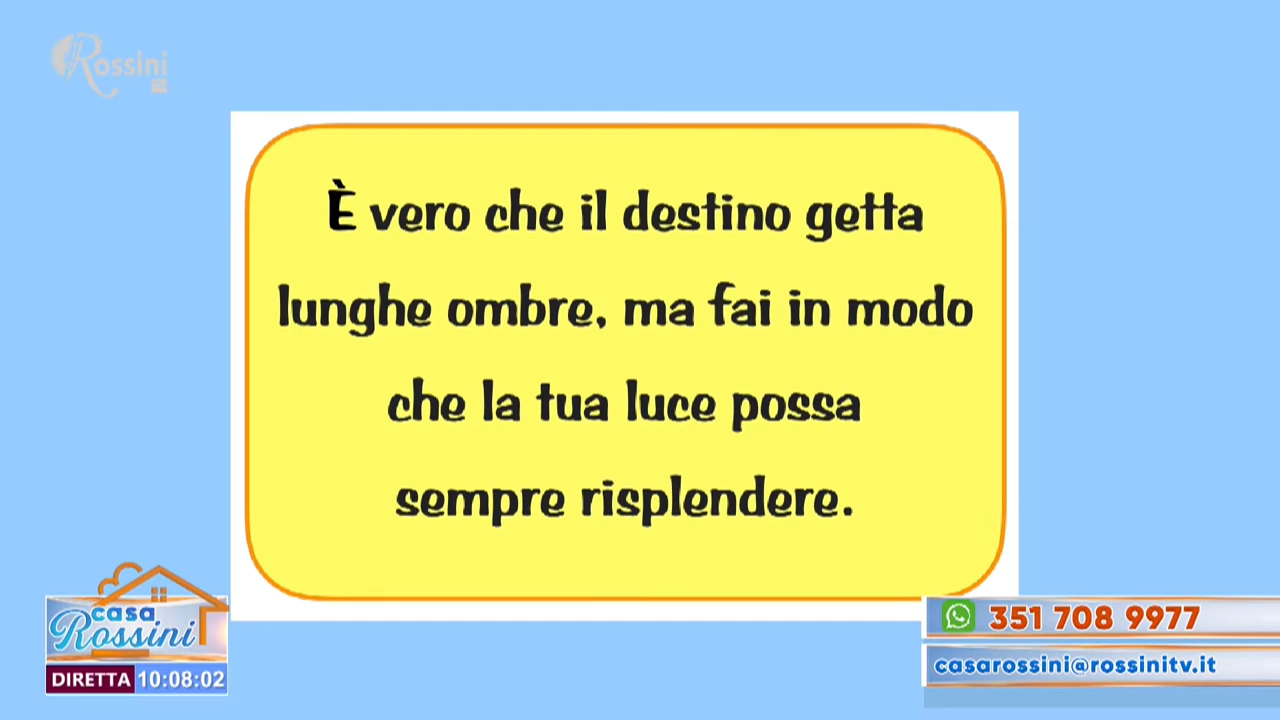 Rossini
TV
È vero che il destino getta
lunghe ombre, ma fai in modo
che la tua luce possa
sempre risplendere.
casa
Rossini
DIRETTA 10:08:02
351 708 9977
casarossini@rossinitv.it